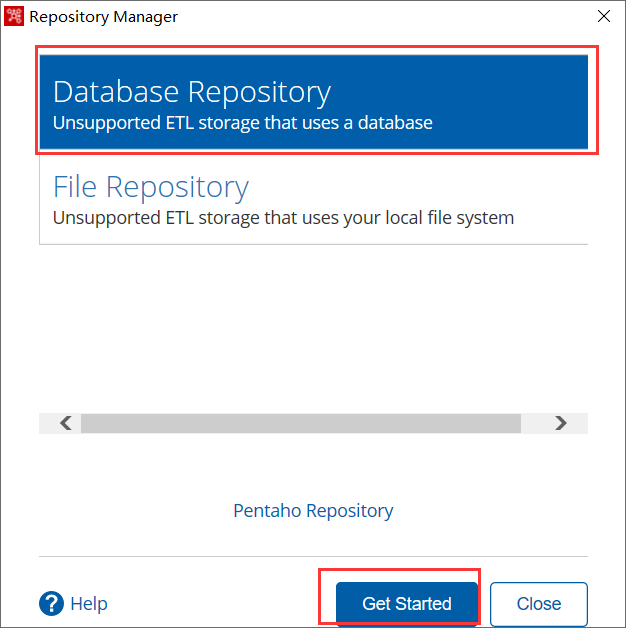 Repository Manager
Database Repository
Unsupported ETL storage that uses a database
File Repository
Unsupported ETL storage that uses your local file system
Pentaho Repository
Help
Get Started
Close